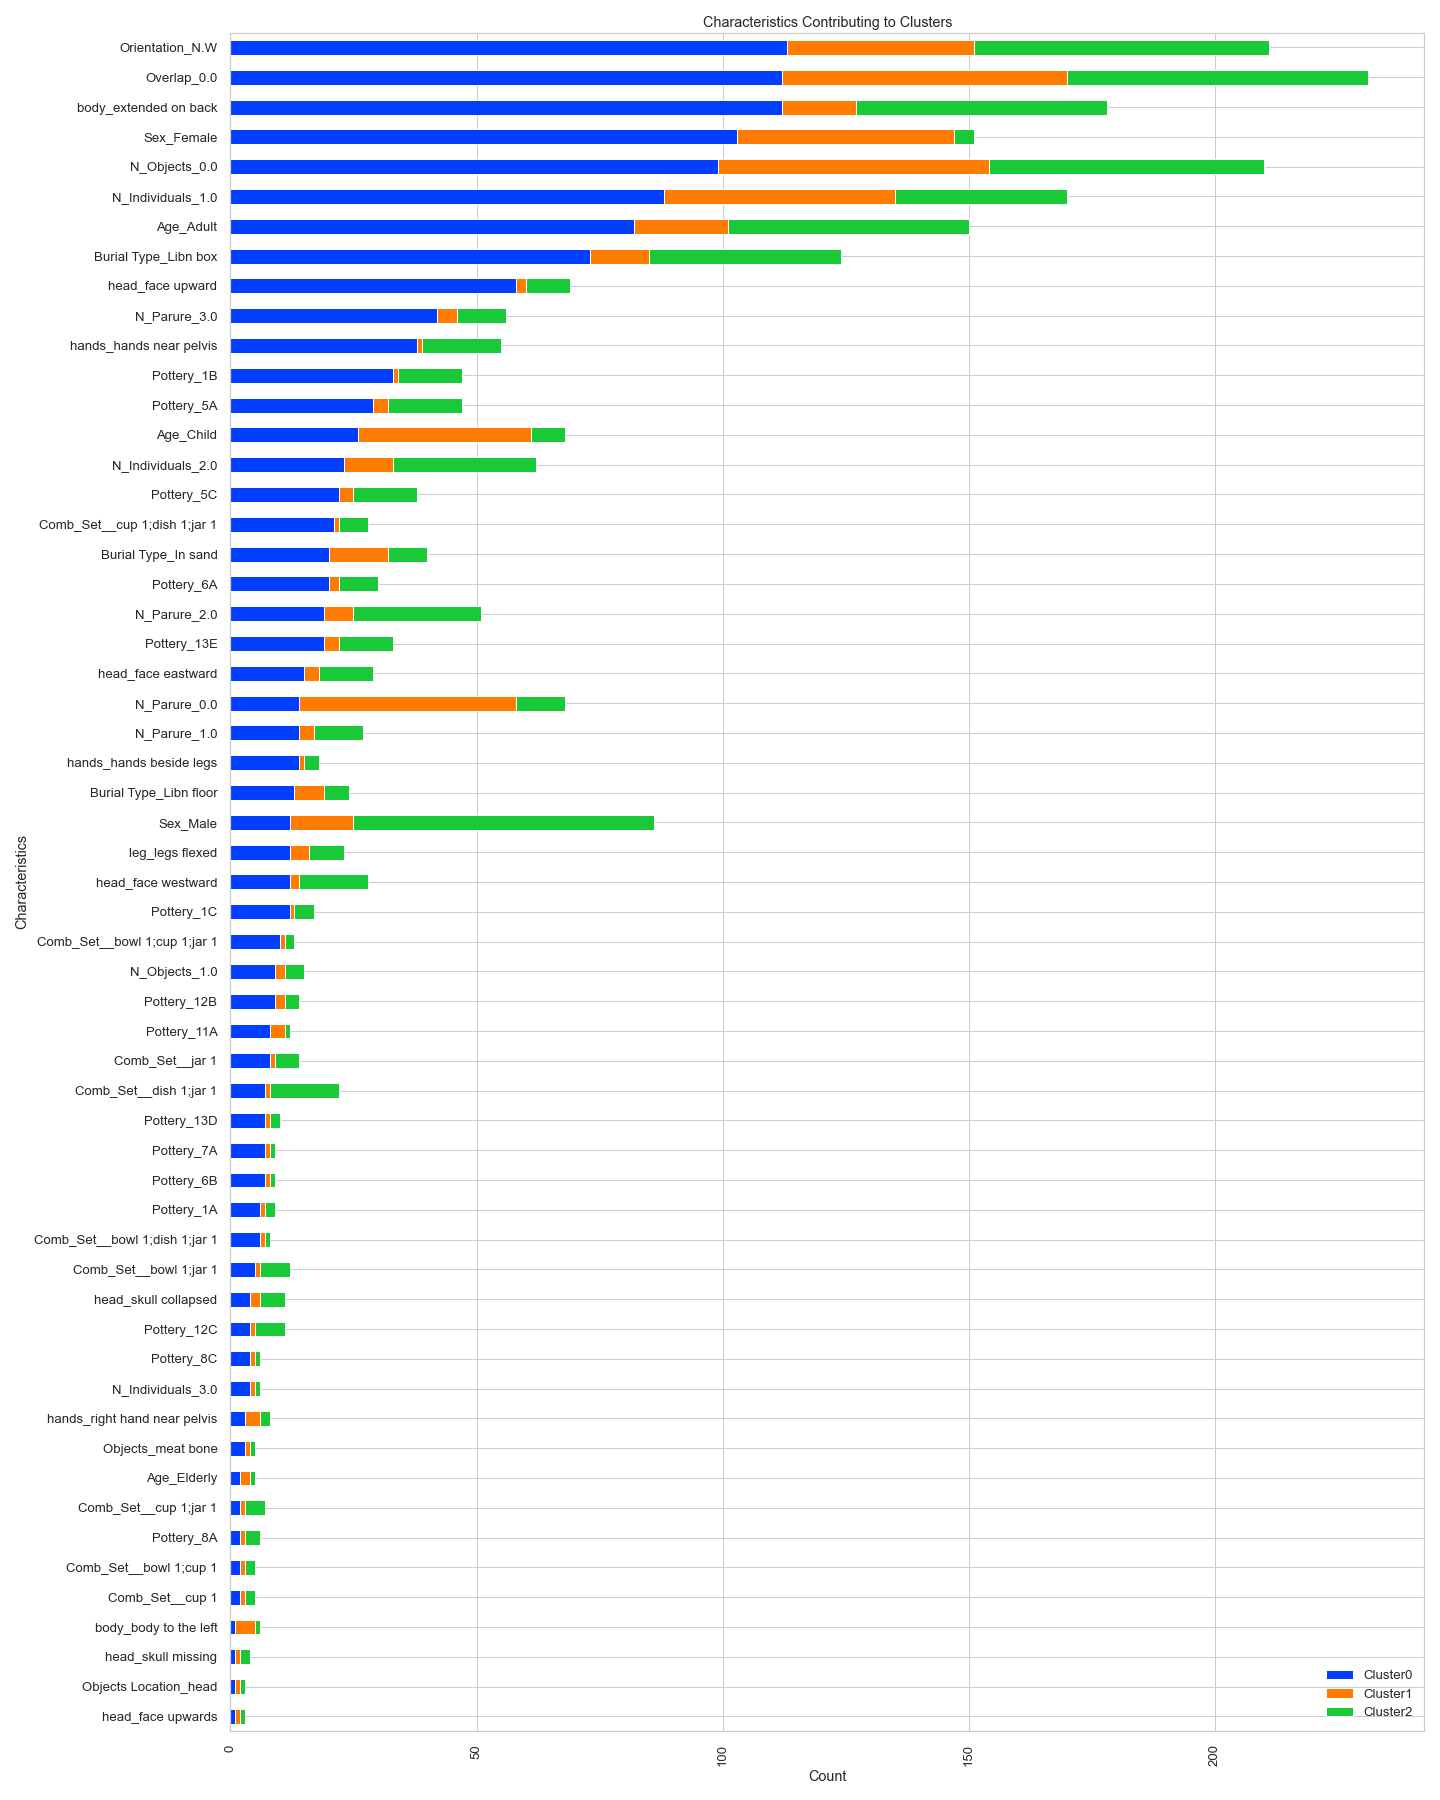 Characteristics Contributing to Clusters
Orientation_N.W
Overlap_0.0
body_extended on back
Sex_Female
N_Objects_0.0
N_Individuals_1.0
Age_Adult
Burial Type_Libn box
head_face upward
N_Parure_3.0
hands_hands near pelvis
Pottery_1B
Pottery_5A
Age_Child
N_Individuals_2.0
Pottery_5C
Comb_Set__cup 1;dish 1;jar 1
Burial Type_In sand
Pottery_6A
N_Parure_2.0
Pottery_13E
head_face eastward
N_Parure_0.0
N_Parure_1.0
hands_hands beside legs
Burial Type_Libn floor
Sex_Male
leg_legs flexed
head_face westward
Pottery_1C
Comb_Set__bowl 1;cup 1;jar 1
N_Objects_1.0
Pottery_12B
Pottery_11A
Comb_Set__jar 1
Comb_Set__dish 1;jar 1
Pottery_13D
Pottery_7A
Pottery_6B
Pottery_1A
Comb_Set__bowl 1;dish 1;jar 1
Comb_Set__bowl 1;jar 1
head_skull collapsed
Pottery_12C
Pottery_8C
N_Individuals_3.0
hands_right hand near pelvis
Objects_meat bone
Age_Elderly
Comb_Set__cup 1;jar 1
Pottery_8A
Comb_Set__bowl 1;cup 1
Comb_Set__cup 1
body_body to the left
head_skull missing
Objects Location_head
head_face upwards
Characteristics
Cluster0
Cluster1
Cluster2
0
50
100
150
200
Count